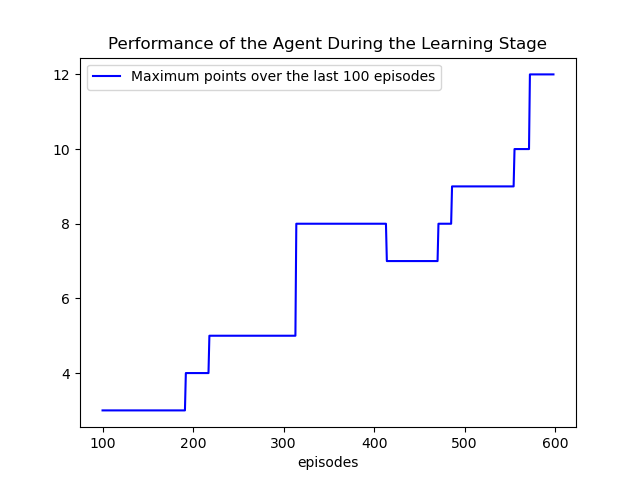 Performance of the Agent During the Learning Stage
Maximum points over the last 100 episodes
12
10
8
6
4
100 200 300 400 500 600
episodes